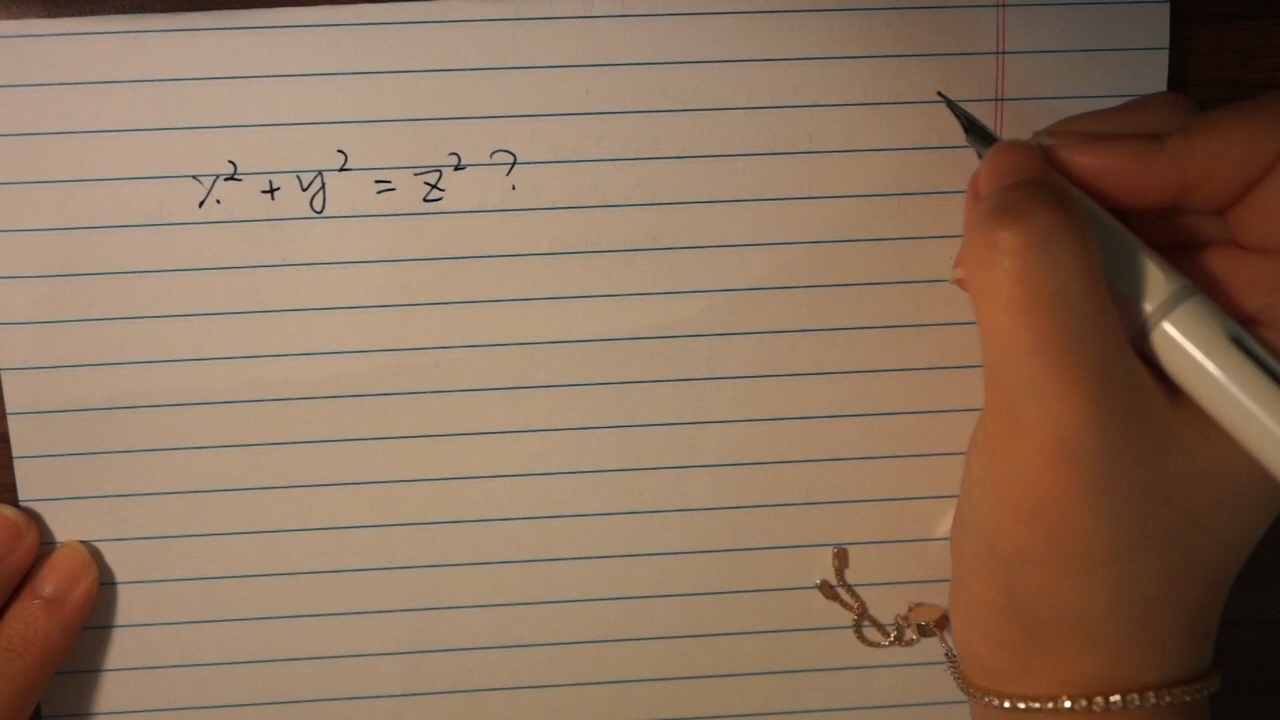 x² + y² = z² ?